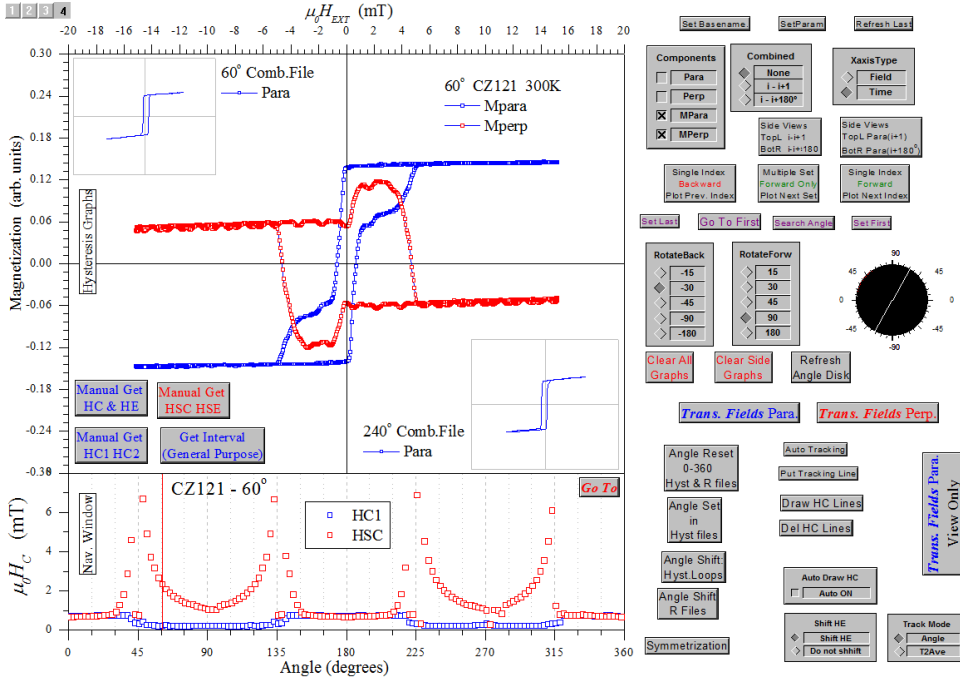 1 2 3 4
μ0HEXT (mT)
-20 -18 -16 -14 -12 -10 -8 -6 -4 -2 0 2 4 6 8 10 12 14 16 18 20
Magnetization (arb. units)
0.30
0.24
0.18
0.12
0.06
0.00
-0.06
-0.12
-0.18
-0.24
-0.30
60° Comb.File
Para
60° CZ121 300K
Mpara
Mperp
Hysteresis Graphs
Manual Get
HC & HE
Manual Get
HSC HSE
Manual Get
HC1 HC2
Get Interval
(General Purpose)
240° Comb.File
Para
μ0HC (mT)
6
4
2
0
Nav. Window
CZ121 - 60°
HC1
HSC
Go To
0 45 90 135 180 225 270 315 360
Angle (degrees)
Set Basename
SetParam
Refresh Last
Components
Para
Perp
MPara
MPerp
Combined
None
i - i+1
i - i+180°
XaxisType
Field
Time
Side Views
TopL i-i+1
BotR i-i+180
Side Views
TopL Para(i+1)
BotR Para(i+180°)
Single Index
Backward
Plot Prev. Index
Multiple Set
Forward Only
Plot Next Set
Single Index
Forward
Plot Next Index
Set Last
Go To First
Search Angle
Set First
RotateBack
-15
-30
-45
-90
-180
RotateForw
15
30
45
90
180
90
45 45
0 0
-45 -45
-90
Clear All
Graphs
Clear Side
Graphs
Refresh
Angle Disk
Trans. Fields Para.
Trans. Fields Perp.
Angle Reset
0-360
Hyst & R files
Angle Set
in
Hyst files
Angle Shift:
Hyst.Loops
Angle Shift
R Files
Symmetrization
Auto Tracking
Put Tracking Line
Draw HC Lines
Del HC Lines
Trans. Fields Para.
View Only
Auto Draw HC
Auto ON
Shift HE
Shift HE
Do not shhift
Track Mode
Angle
T2Ave